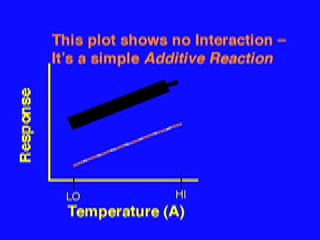 This plot shows no Interaction –
It's a simple Additive Reaction
Response
LO
HI
Temperature (A)